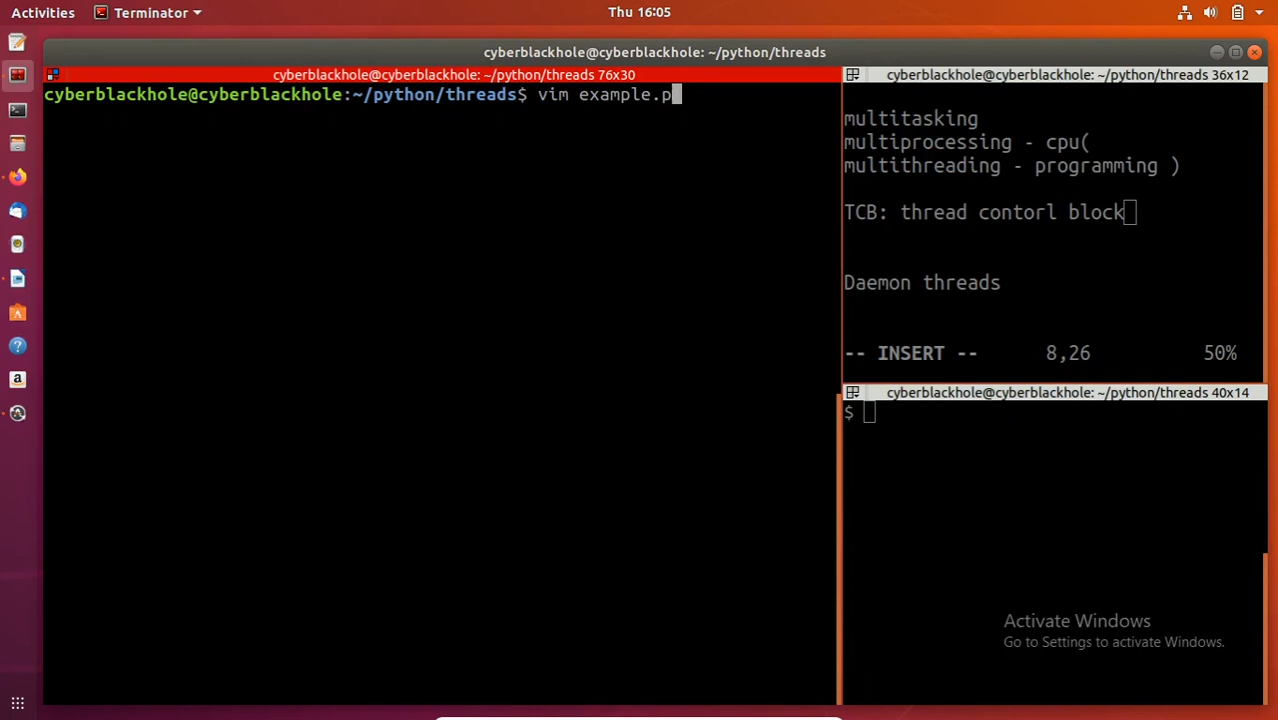 Activities Terminator Thu 16:05
cyberblackhole@cyberblackhole: ~/python/threads
cyberblackhole@cyberblackhole: ~/python/threads 76x30
cyberblackhole@cyberblackhole:~/python/threads$ vim example.p
cyberblackhole@cyberblackhole: ~/python/threads 36x12
multitasking
multiprocessing - cpu(
multithreading - programming )
TCB: thread contorl block
Daemon threads
-- INSERT -- 8,26 50%
cyberblackhole@cyberblackhole: ~/python/threads 40x14
$
Activate Windows
Go to Settings to activate Windows.